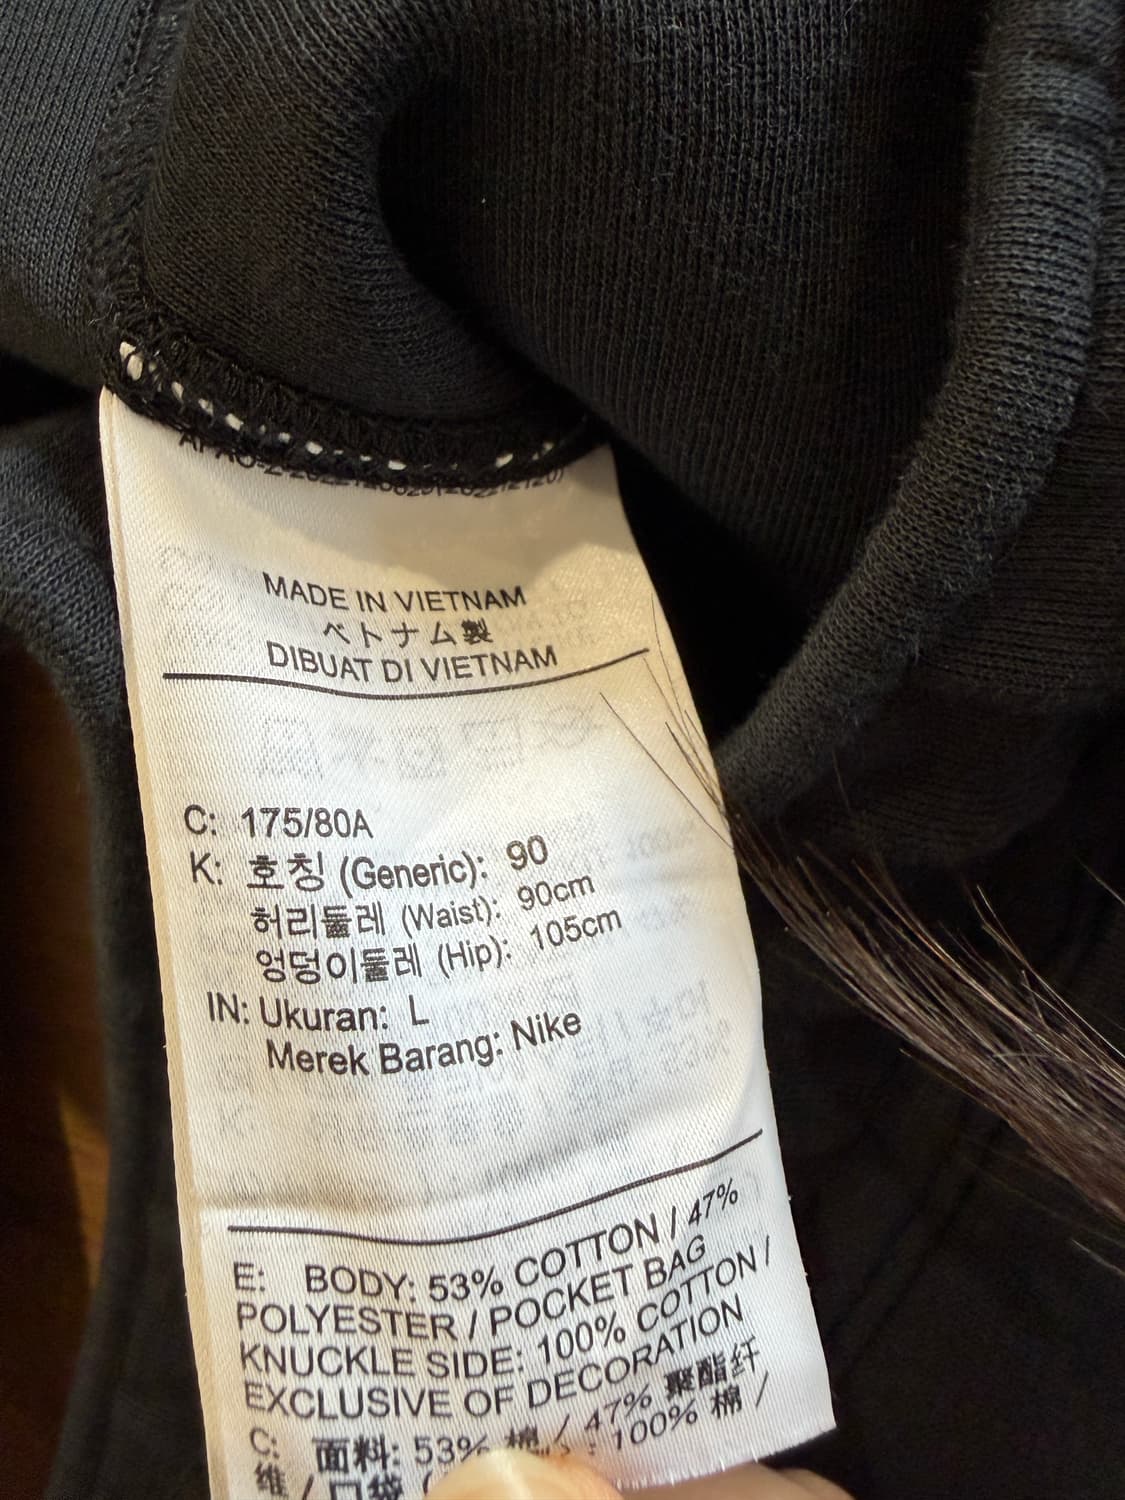 MADE IN VIETNAM
ベトナム製
DIBUAT DI VIETNAM
C: 175/80A
K: 호칭 (Generic): 90
허리둘레 (Waist): 90cm
엉덩이둘레 (Hip): 105cm
IN: Ukuran: L
Merek Barang: Nike
E: BODY: 53% COTTON / 47%
POLYESTER / POCKET BAG
KNUCKLE SIDE: 100% COTTON /
EXCLUSIVE OF DECORATION
C: 面料: 53% 棉 / 47% 聚酯纤
维 / 口袋 : 100% 棉 /